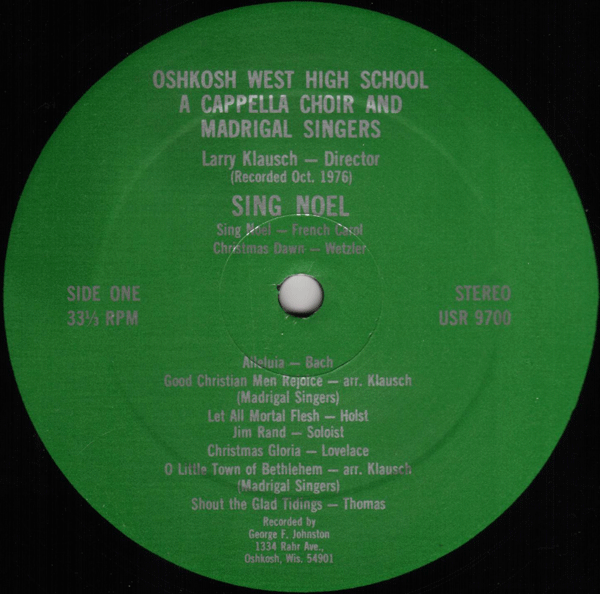 OSHKOSH WEST HIGH SCHOOL
A CAPPELLA CHOIR AND
MADRIGAL SINGERS
Larry Klausch — Director
(Recorded Oct. 1976)
SING NOEL
Sing Noel — French Carol
Christmas Dawn — Wetzler
SIDE ONE
33⅓ RPM
STEREO
USR 9700
Alleluia — Bach
Good Christian Men Rejoice — arr. Klausch
(Madrigal Singers)
Let All Mortal Flesh — Holst
Jim Rand — Soloist
Christmas Gloria — Lovelace
O Little Town of Bethlehem — arr. Klausch
(Madrigal Singers)
Shout the Glad Tidings — Thomas
Recorded by
George F. Johnston
1334 Rahr Ave.,
Oshkosh, Wis. 54901